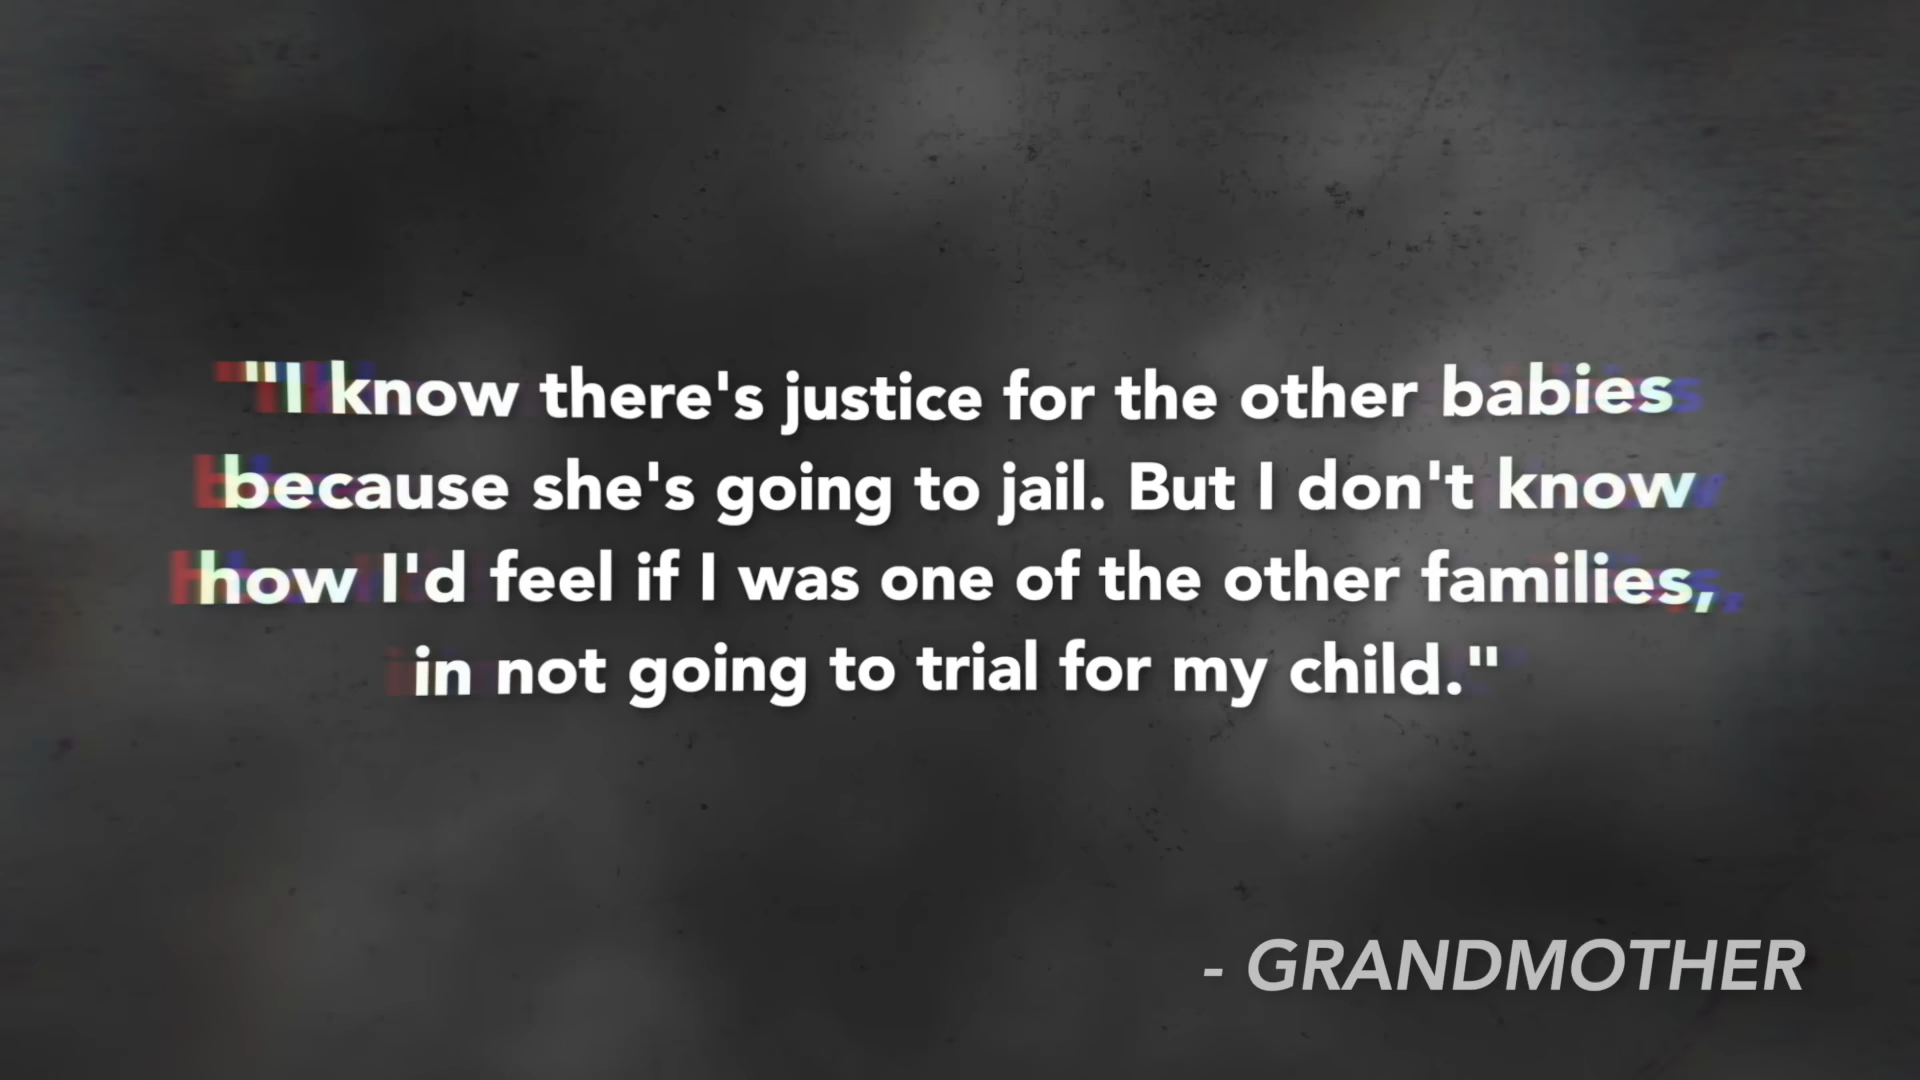 "I know there's justice for the other babies
because she's going to jail. But I don't know
how I'd feel if I was one of the other families,
in not going to trial for my child."
- GRANDMOTHER